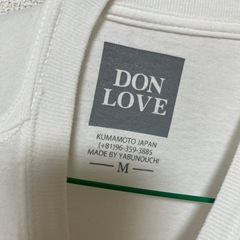 DON
LOVE
KUMAMOTO JAPAN
(+81)96-359-3885
MADE BY YABUNOUCHI
M